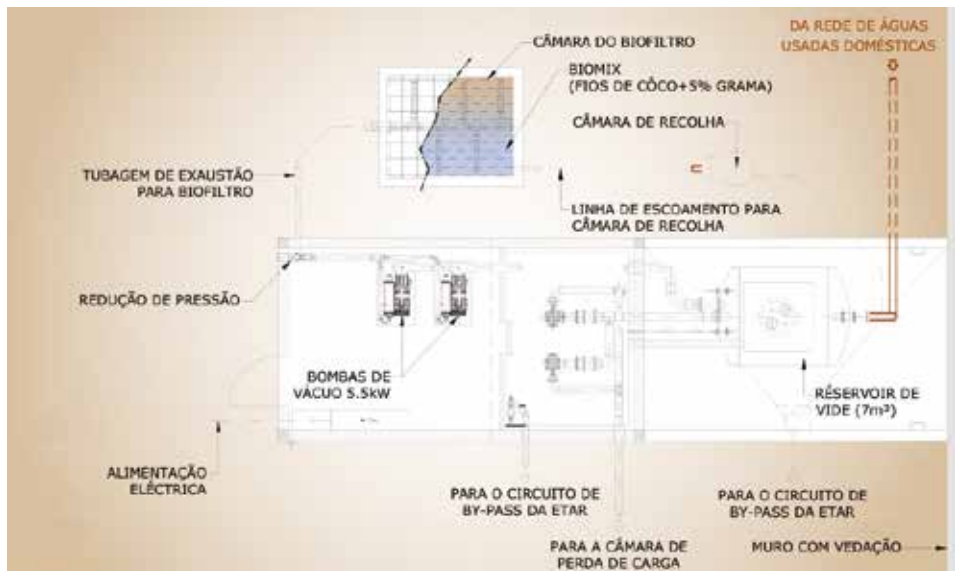 DA REDE DE ÁGUAS
USADAS DOMÉSTICAS
CÂMARA DO BIOFILTRO
BIOMIX
(FIOS DE CÔCO+5% GRAMA)
CÂMARA DE RECOLHA
TUBAGEM DE EXAUSTÃO
PARA BIOFILTRO
LINHA DE ESCOAMENTO PARA
CÂMARA DE RECOLHA
REDUÇÃO DE PRESSÃO
BOMBAS DE
VÁCUO 5.5kW
RÉSERVOIR DE
VIDE (7m³)
ALIMENTAÇÃO
ELÉCTRICA
PARA O CIRCUITO DE
BY-PASS DA ETAR
PARA O CIRCUITO DE
BY-PASS DA ETAR
PARA A CÂMARA DE
PERDA DE CARGA
MURO COM VEDAÇÃO